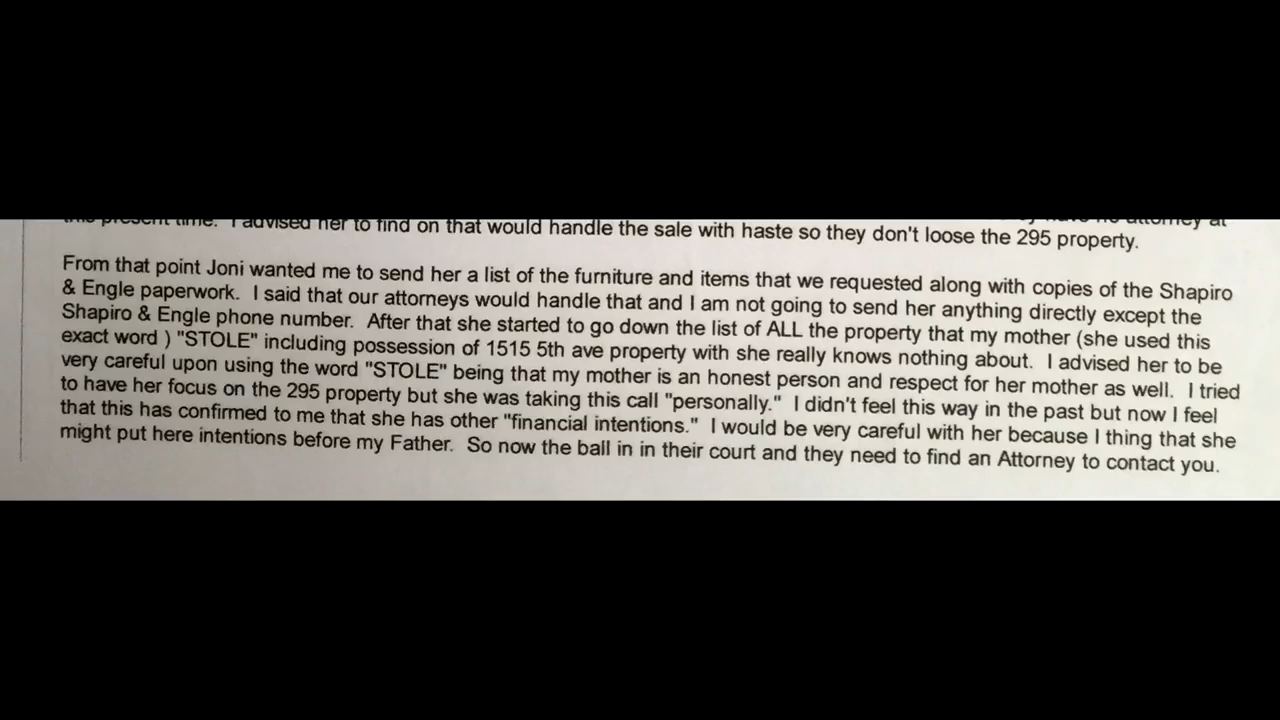 this present time. I advised her to find on that would handle the sale with haste so they don't loose the 295 property. attorney at
From that point Joni wanted me to send her a list of the furniture and items that we requested along with copies of the Shapiro
& Engle paperwork. I said that our attorneys would handle that and I am not going to send her anything directly except the
Shapiro & Engle phone number. After that she started to go down the list of ALL the property that my mother (she used this
exact word ) "STOLE" including possession of 1515 5th ave property with she really knows nothing about. I advised her to be
very careful upon using the word "STOLE" being that my mother is an honest person and respect for her mother as well. I tried
to have her focus on the 295 property but she was taking this call "personally." I didn't feel this way in the past but now I feel
that this has confirmed to me that she has other "financial intentions." I would be very careful with her because I thing that she
might put here intentions before my Father. So now the ball in in their court and they need to find an Attorney to contact you.